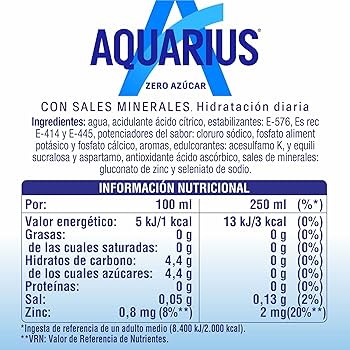 AQUARIUS®
ZERO AZÚCAR
CON SALES MINERALES. Hidratación diaria
Ingredientes: agua, acidulante ácido cítrico, estabilizantes: E-576, Es rec
E-414 y E-445, potenciadores del sabor: cloruro sódico, fosfato aliment
potásico y fosfato cálcico, aromas, edulcorantes: acesulfamo K, y equili
sucralosa y aspartamo, antioxidante ácido ascórbico, sales de minerales:
gluconato de zinc y seleniato de sodio.
INFORMACIÓN NUTRICIONAL
Por: 100 ml 250 ml (%*)
Valor energético: 5 kJ/1 kcal 13 kJ/3 kcal (0%)
Grasas: 0 g 0 g (0%)
de las cuales saturadas: 0 g 0 g (0%)
Hidratos de carbono: 4,4 g 0 g (0%)
de los cuales azúcares: 4,4 g 0 g (0%)
Proteínas: 0 g 0 g (0%)
Sal: 0,05 g 0,13 g (2%)
Zinc: 0,8 mg (8%**) 2 mg(20%**)
*Ingesta de referencia de un adulto medio (8.400 kJ/2.000 kcal).
**VRN: Valor de Referencia de Nutrientes.